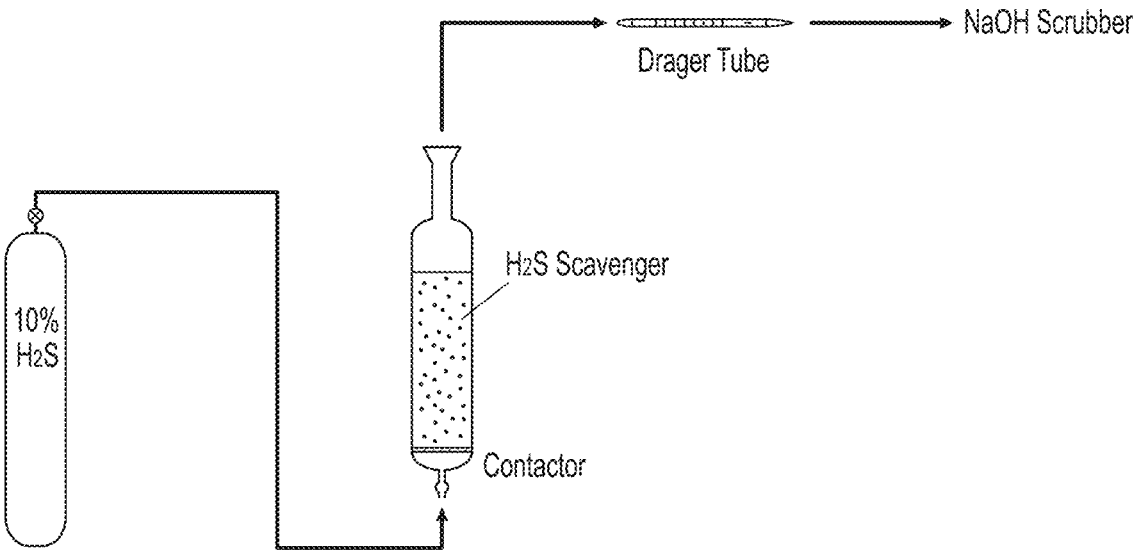 NaOH Scrubber
Drager Tube
H2S Scavenger
10%
H2S
Contactor